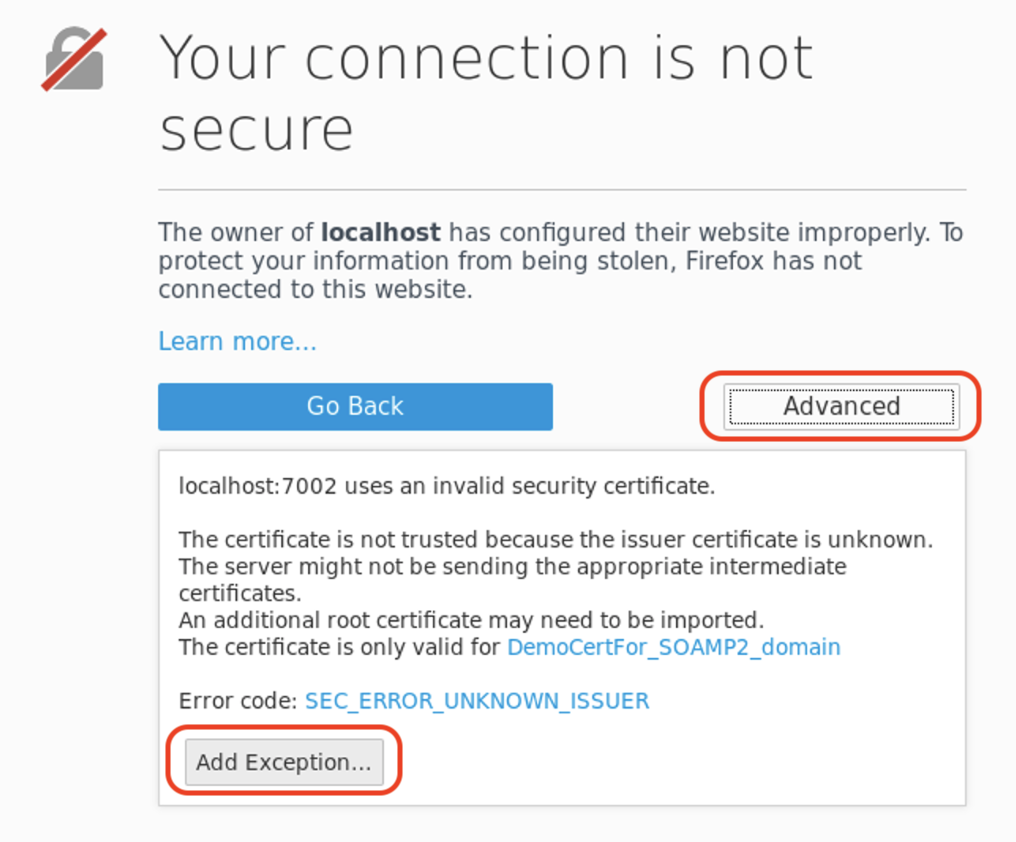 Your connection is not
secure
The owner of localhost has configured their website improperly. To
protect your information from being stolen, Firefox has not
connected to this website.
Learn more...
Go Back
Advanced
localhost:7002 uses an invalid security certificate.
The certificate is not trusted because the issuer certificate is unknown.
The server might not be sending the appropriate intermediate
certificates.
An additional root certificate may need to be imported.
The certificate is only valid for DemoCertFor_SOAMP2_domain
Error code: SEC_ERROR_UNKNOWN_ISSUER
Add Exception...